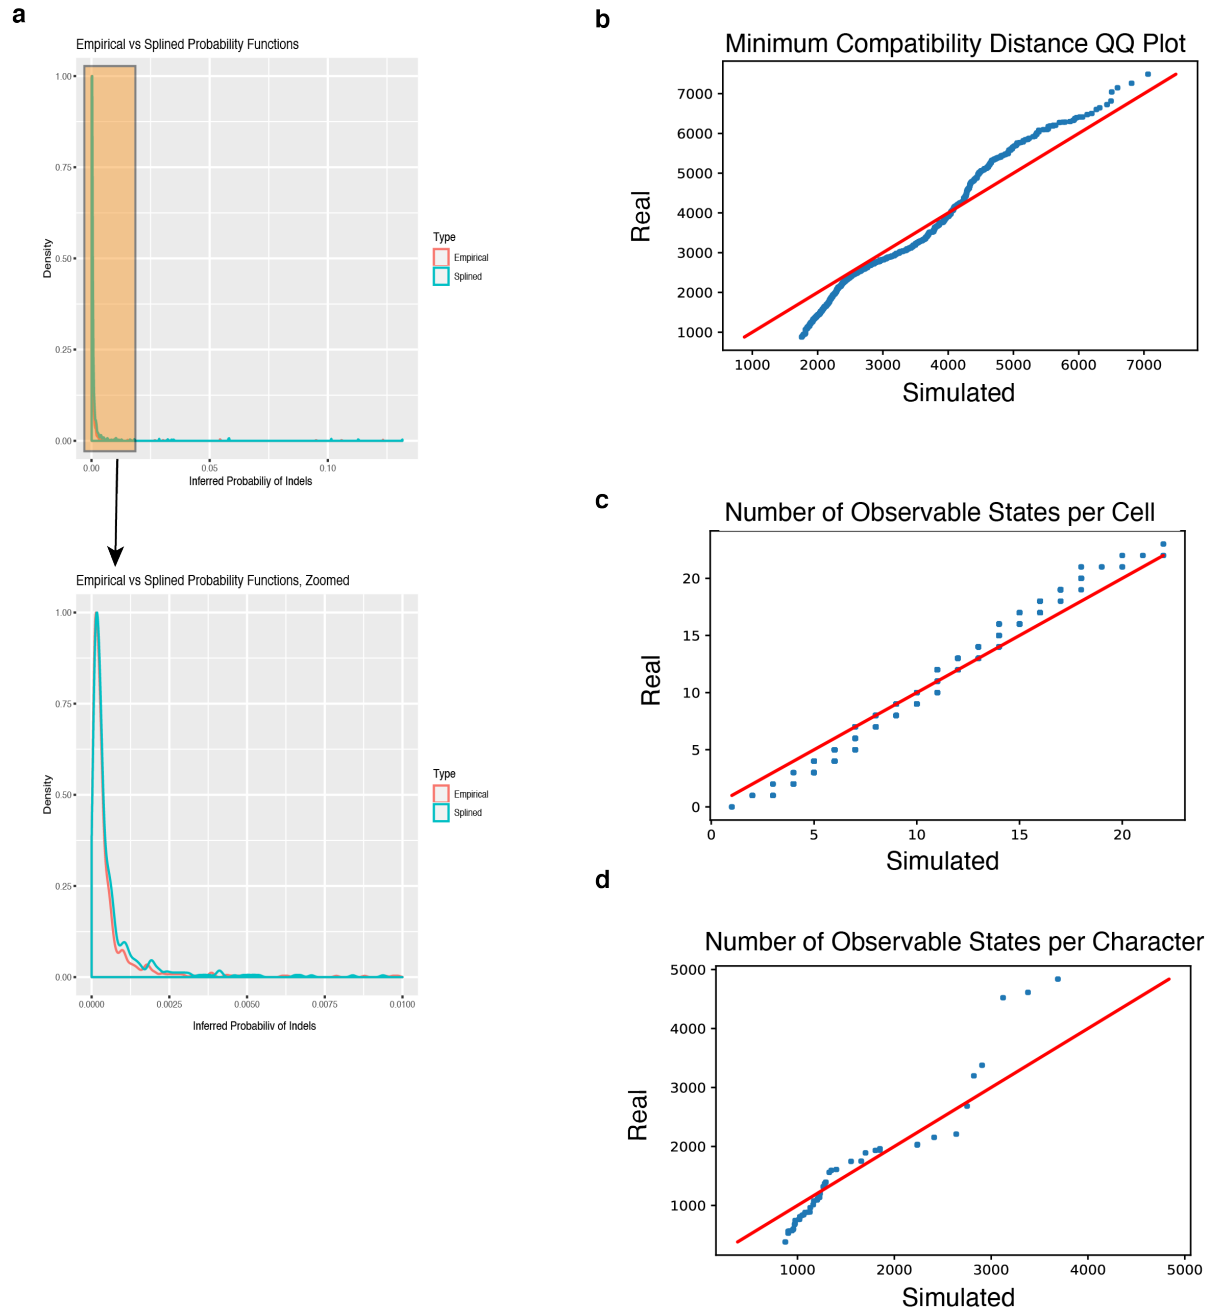 a
Empirical vs Splined Probability Functions
1.00
0.75
0.50
0.25
0.00
Density
0.00 0.05 0.10
Inferred Probabiliy of Indels
Type
Empirical
Splined
Empirical vs Splined Probability Functions, Zoomed
1.00
0.75
0.50
0.25
0.00
Density
0.0000 0.0025 0.0050 0.0075 0.0100
Inferred Probabiliv of Indels
Type
Empirical
Splined
b
Minimum Compatibility Distance QQ Plot
7000
6000
5000
4000
3000
2000
1000
Real
1000 2000 3000 4000 5000 6000 7000
Simulated
c
Number of Observable States per Cell
20
15
10
5
0
Real
0 5 10 15 20
Simulated
d
Number of Observable States per Character
5000
4000
3000
2000
1000
Real
1000 2000 3000 4000 5000
Simulated